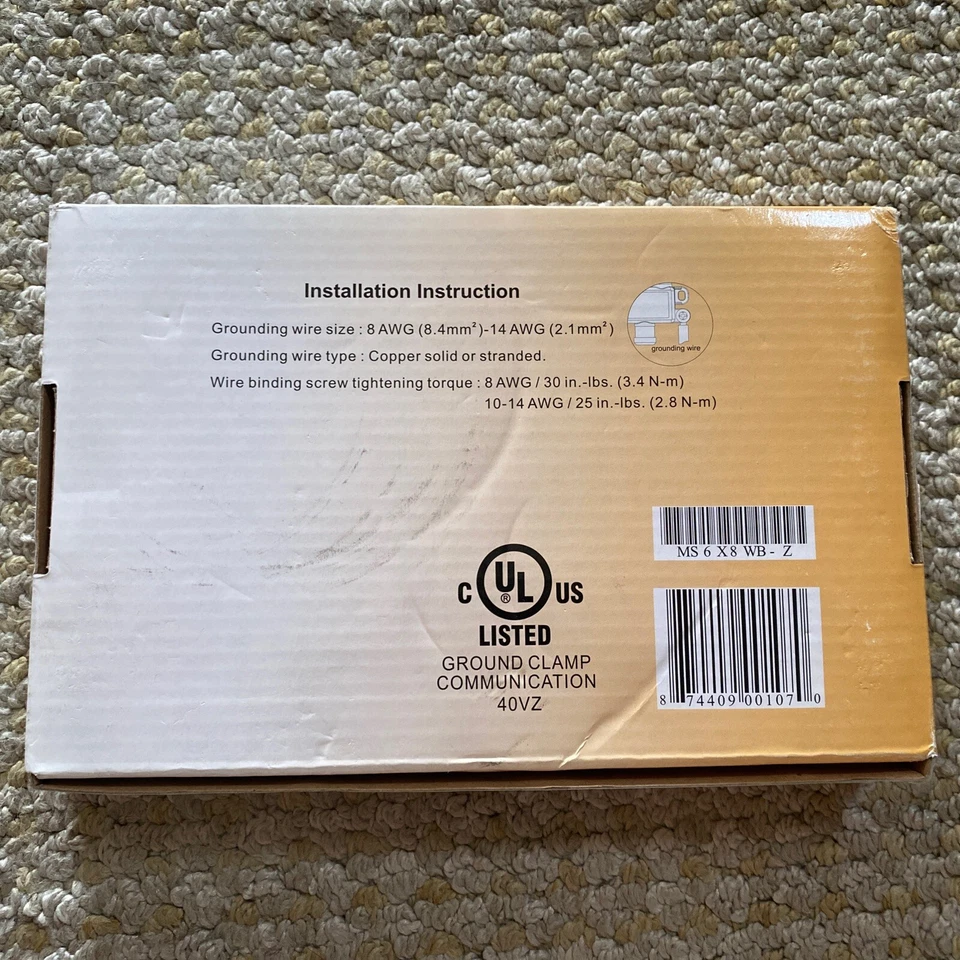 Installation Instruction
Grounding wire size : 8 AWG (8.4mm²)-14 AWG (2.1mm²)
grounding wire
Grounding wire type : Copper solid or stranded.
Wire binding screw tightening torque : 8 AWG / 30 in.-lbs. (3.4 N-m)
10-14 AWG / 25 in.-lbs. (2.8 N-m)
MS 6 X8 WB - Z
C UL ® US
LISTED
GROUND CLAMP
COMMUNICATION
40VZ
8 74409 00107 0